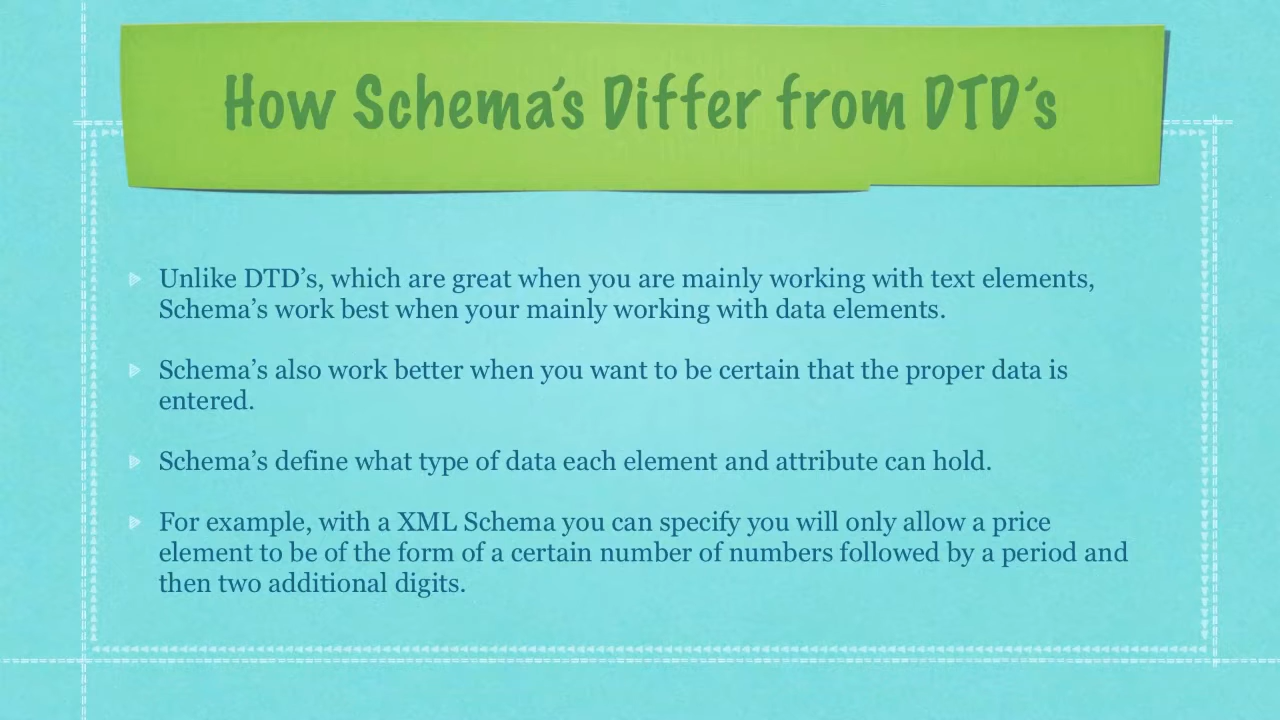 How Schema's Differ from DTD's
Unlike DTD’s, which are great when you are mainly working with text elements,
Schema’s work best when your mainly working with data elements.
Schema’s also work better when you want to be certain that the proper data is
entered.
Schema’s define what type of data each element and attribute can hold.
For example, with a XML Schema you can specify you will only allow a price
element to be of the form of a certain number of numbers followed by a period and
then two additional digits.